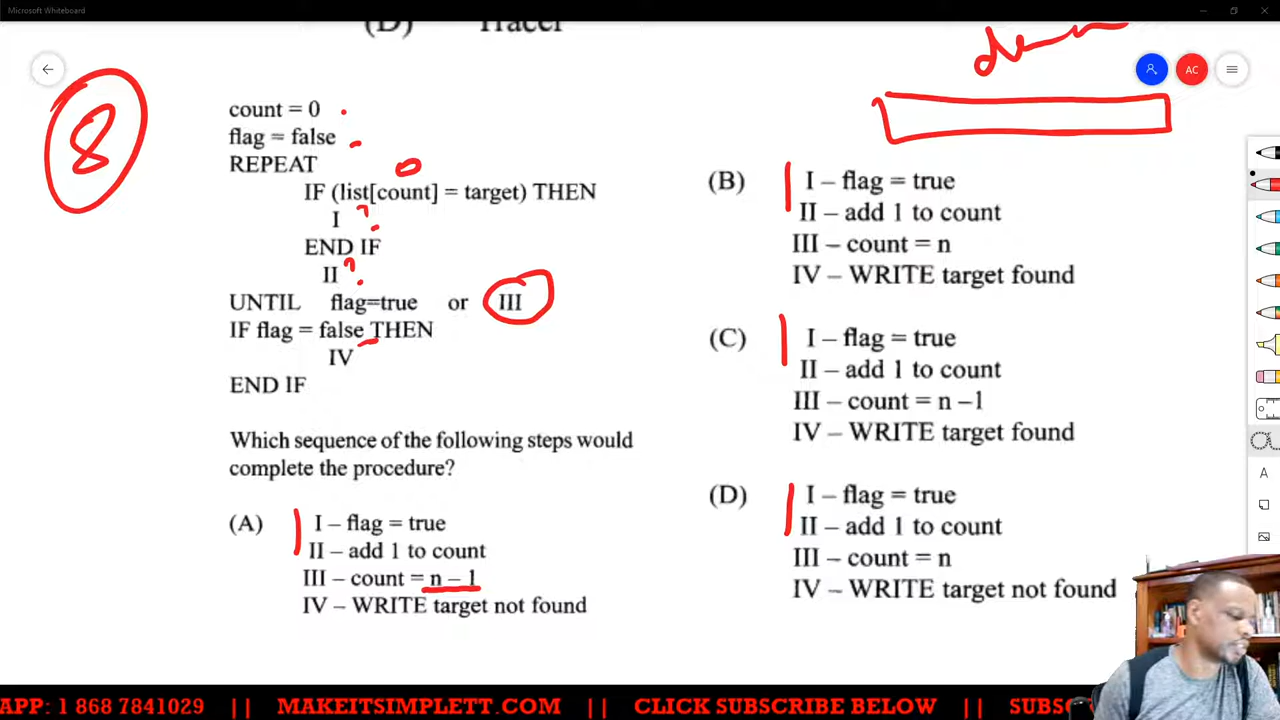 Microsoft Whiteboard
(D) Tracer
8
count = 0
flag = false
REPEAT
IF (list[count] = target) THEN
I ?
END IF
II ?
UNTIL flag=true or III
IF flag = false THEN
IV
END IF
Which sequence of the following steps would
complete the procedure?
(A) I – flag = true
II – add 1 to count
III – count = n – 1
IV – WRITE target not found
(B) I – flag = true
II – add 1 to count
III – count = n
IV – WRITE target found
(C) I – flag = true
II – add 1 to count
III – count = n –1
IV – WRITE target found
(D) I – flag = true
II – add 1 to count
III – count = n
IV – WRITE target not found
AC
A
APP: 1 868 7841029 || MAKEITSIMPLETT.COM || CLICK SUBSCRIBE BELOW || SUBS